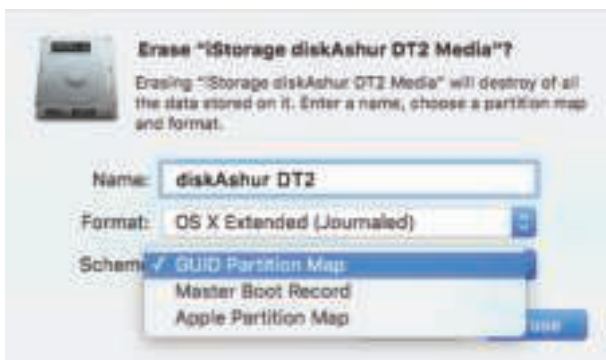 Erase "iStorage diskAshur DT2 Media"?
Erasing "iStorage diskAshur DT2 Media" will destroy of all
the data stored on it. Enter a name, choose a partition map
and format.
Name: diskAshur DT2
Format: OS X Extended (Journaled)
Scheme ✓ GUID Partition Map
Master Boot Record
Apple Partition Map